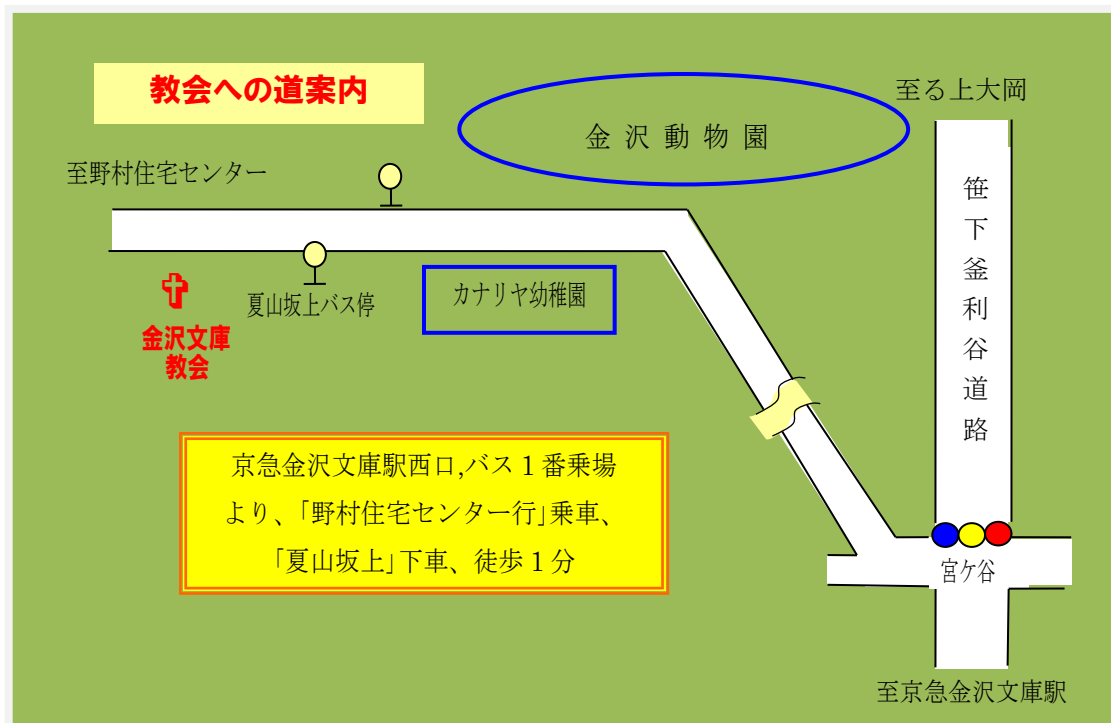 教会への道案内
至る上大岡
金沢動物園
至野村住宅センター
笹下釜利谷道路
夏山坂上バス停
カナリヤ幼稚園
金沢文庫
教会
京急金沢文庫駅西口,バス１番乗場
より、「野村住宅センター行」乗車、
「夏山坂上」下車、徒歩１分
宮ケ谷
至京急金沢文庫駅